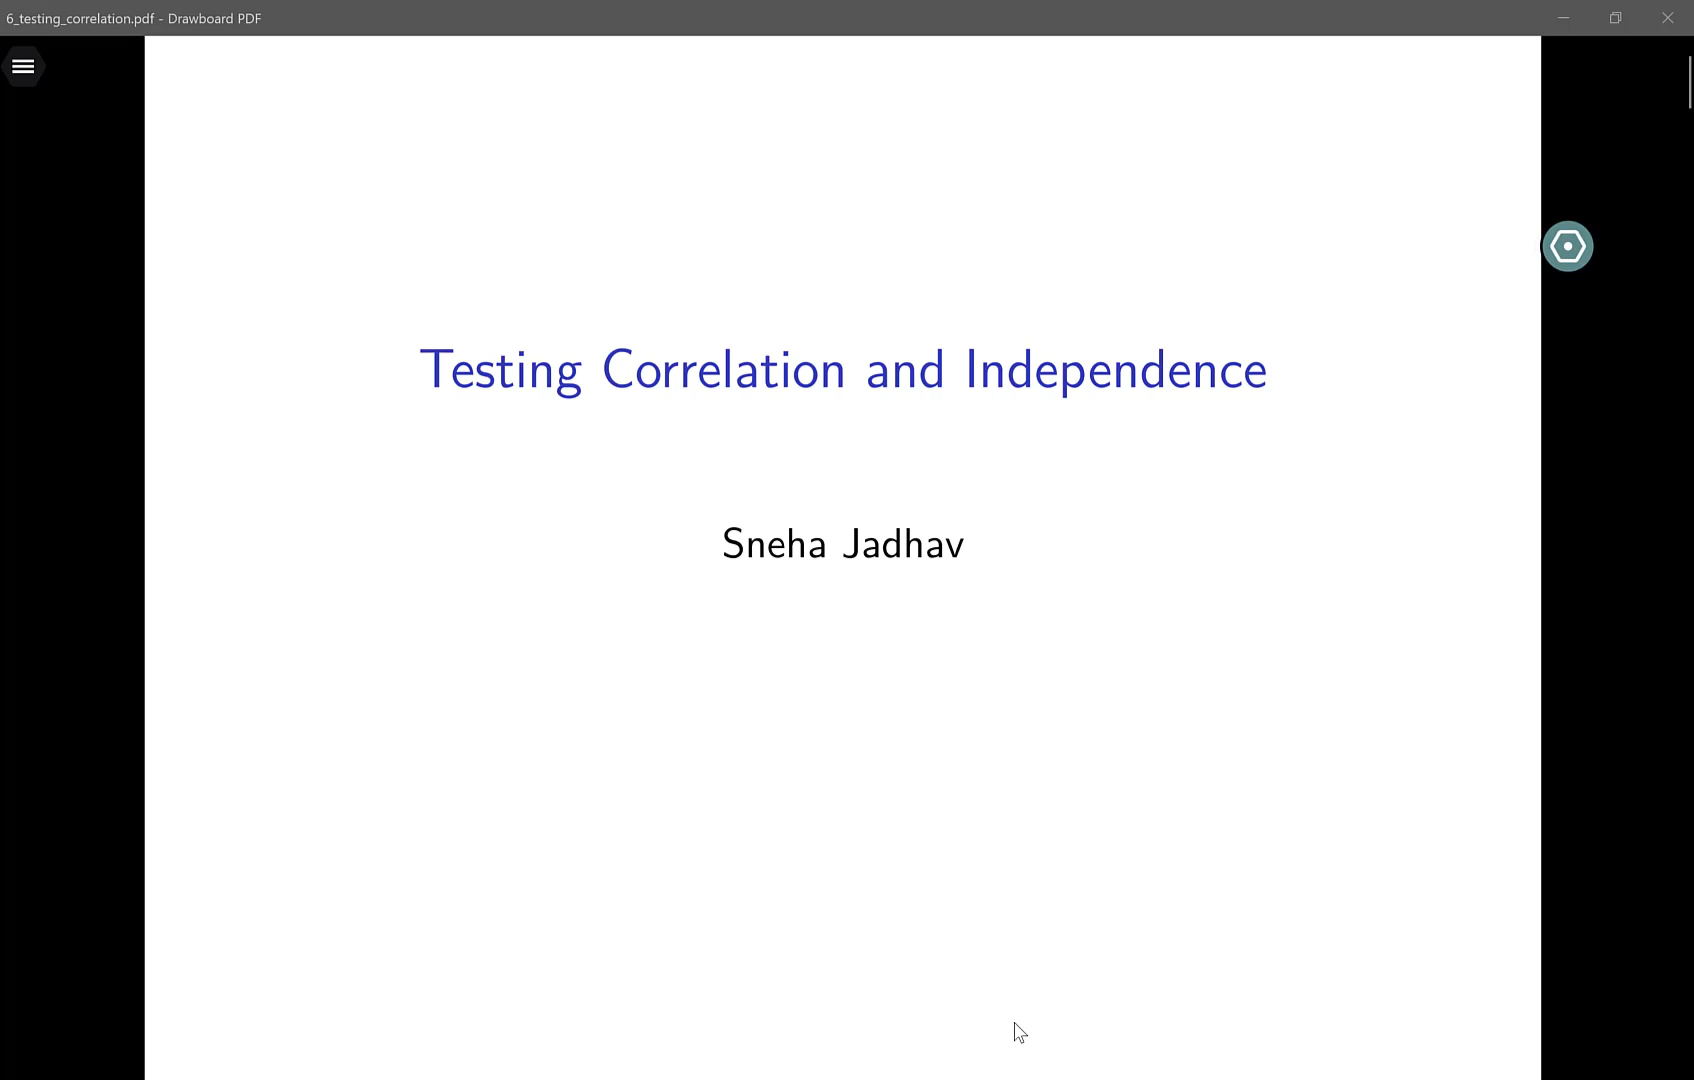 6_testing_correlation.pdf - Drawboard PDF
Testing Correlation and Independence
Sneha Jadhav